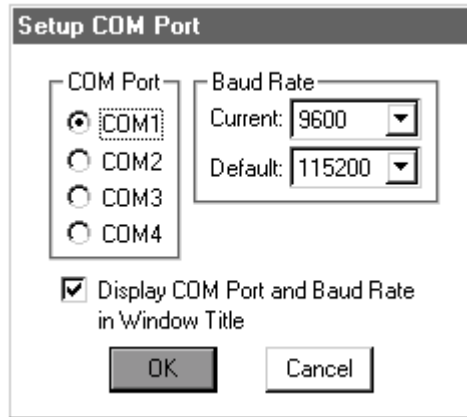 Setup COM Port
COM Port
COM1
COM2
COM3
COM4
Baud Rate
Current: 9600
Default: 115200
Display COM Port and Baud Rate
in Window Title
OK
Cancel